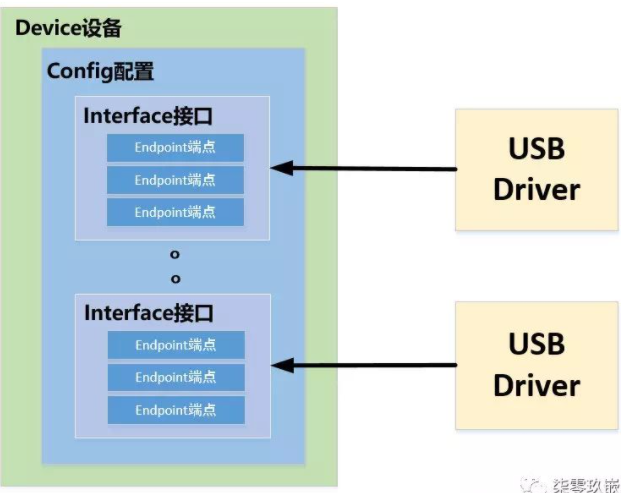 Device设备
Config配置
Interface接口
Endpoint端点
Endpoint端点
Endpoint端点
USB
Driver
Interface接口
Endpoint端点
Endpoint端点
Endpoint端点
USB
Driver
柒零玖嵌